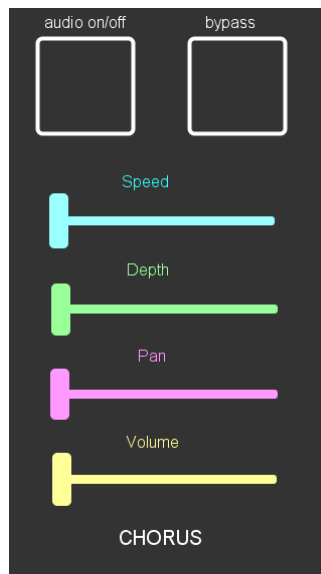 audio on/off bypass
Speed
Depth
Pan
Volume
CHORUS